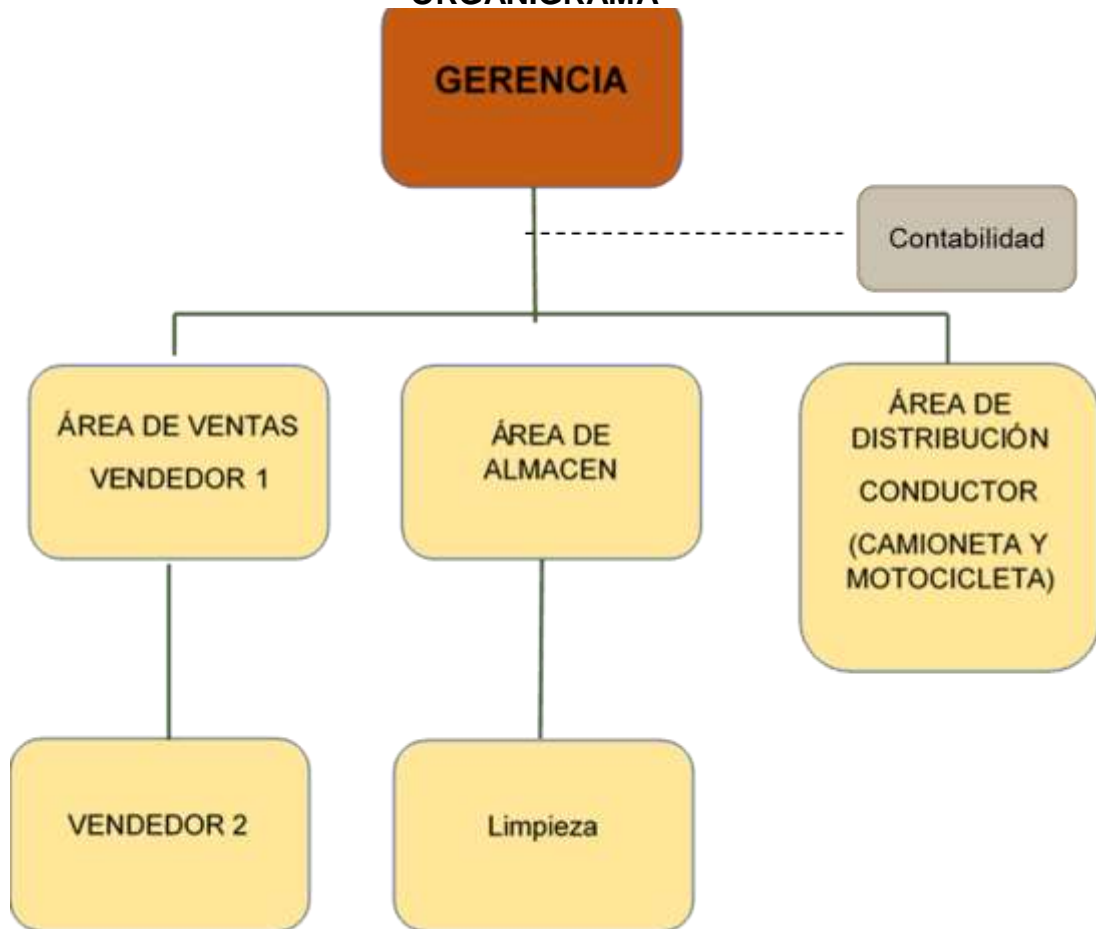 ORGANIGRAMA
GERENCIA
Contabilidad
ÁREA DE VENTAS
VENDEDOR 1
ÁREA DE
ALMACEN
ÁREA DE
DISTRIBUCIÓN
CONDUCTOR
(CAMIONETA Y
MOTOCICLETA)
VENDEDOR 2
Limpieza